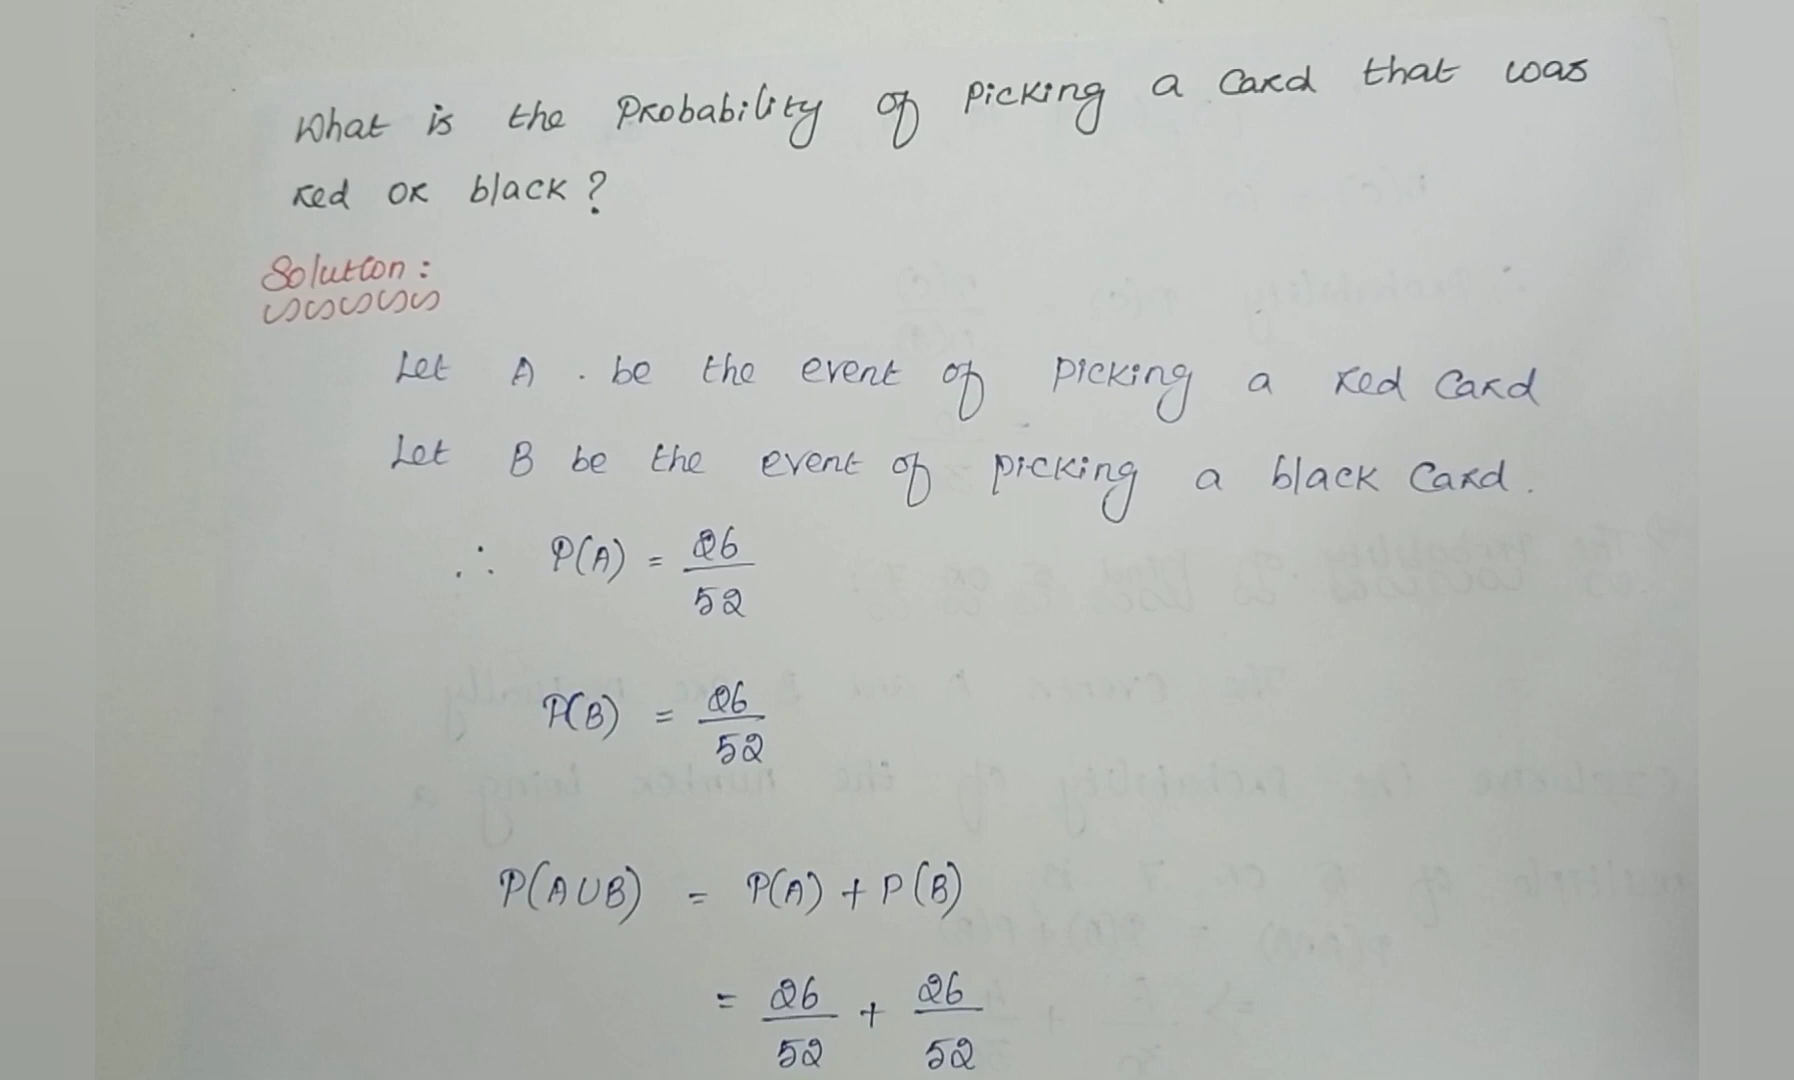 What is the Probability of Picking a Card that was
red or black?
Solution:
Let A be the event of Picking a red Card
Let B be the event of picking a black Card.
∴ P(A) = 26/52
P(B) = 26/52
P(A∪B) = P(A) + P(B)
= 26/52 + 26/52